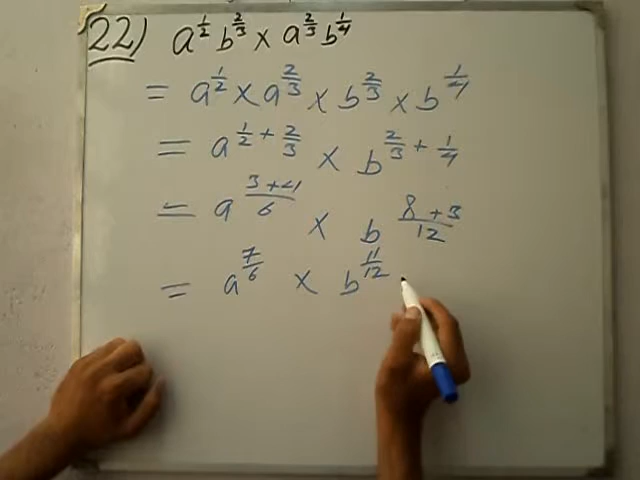 22) a^{1/2} b^{2/3} × a^{2/3} b^{1/4}
= a^{1/2} × a^{2/3} × b^{2/3} × b^{1/4}
= a^{1/2 + 2/3} × b^{2/3 + 1/4}
= a^{(3+4)/6} × b^{(8+3)/12}
= a^{7/6} × b^{11/12}